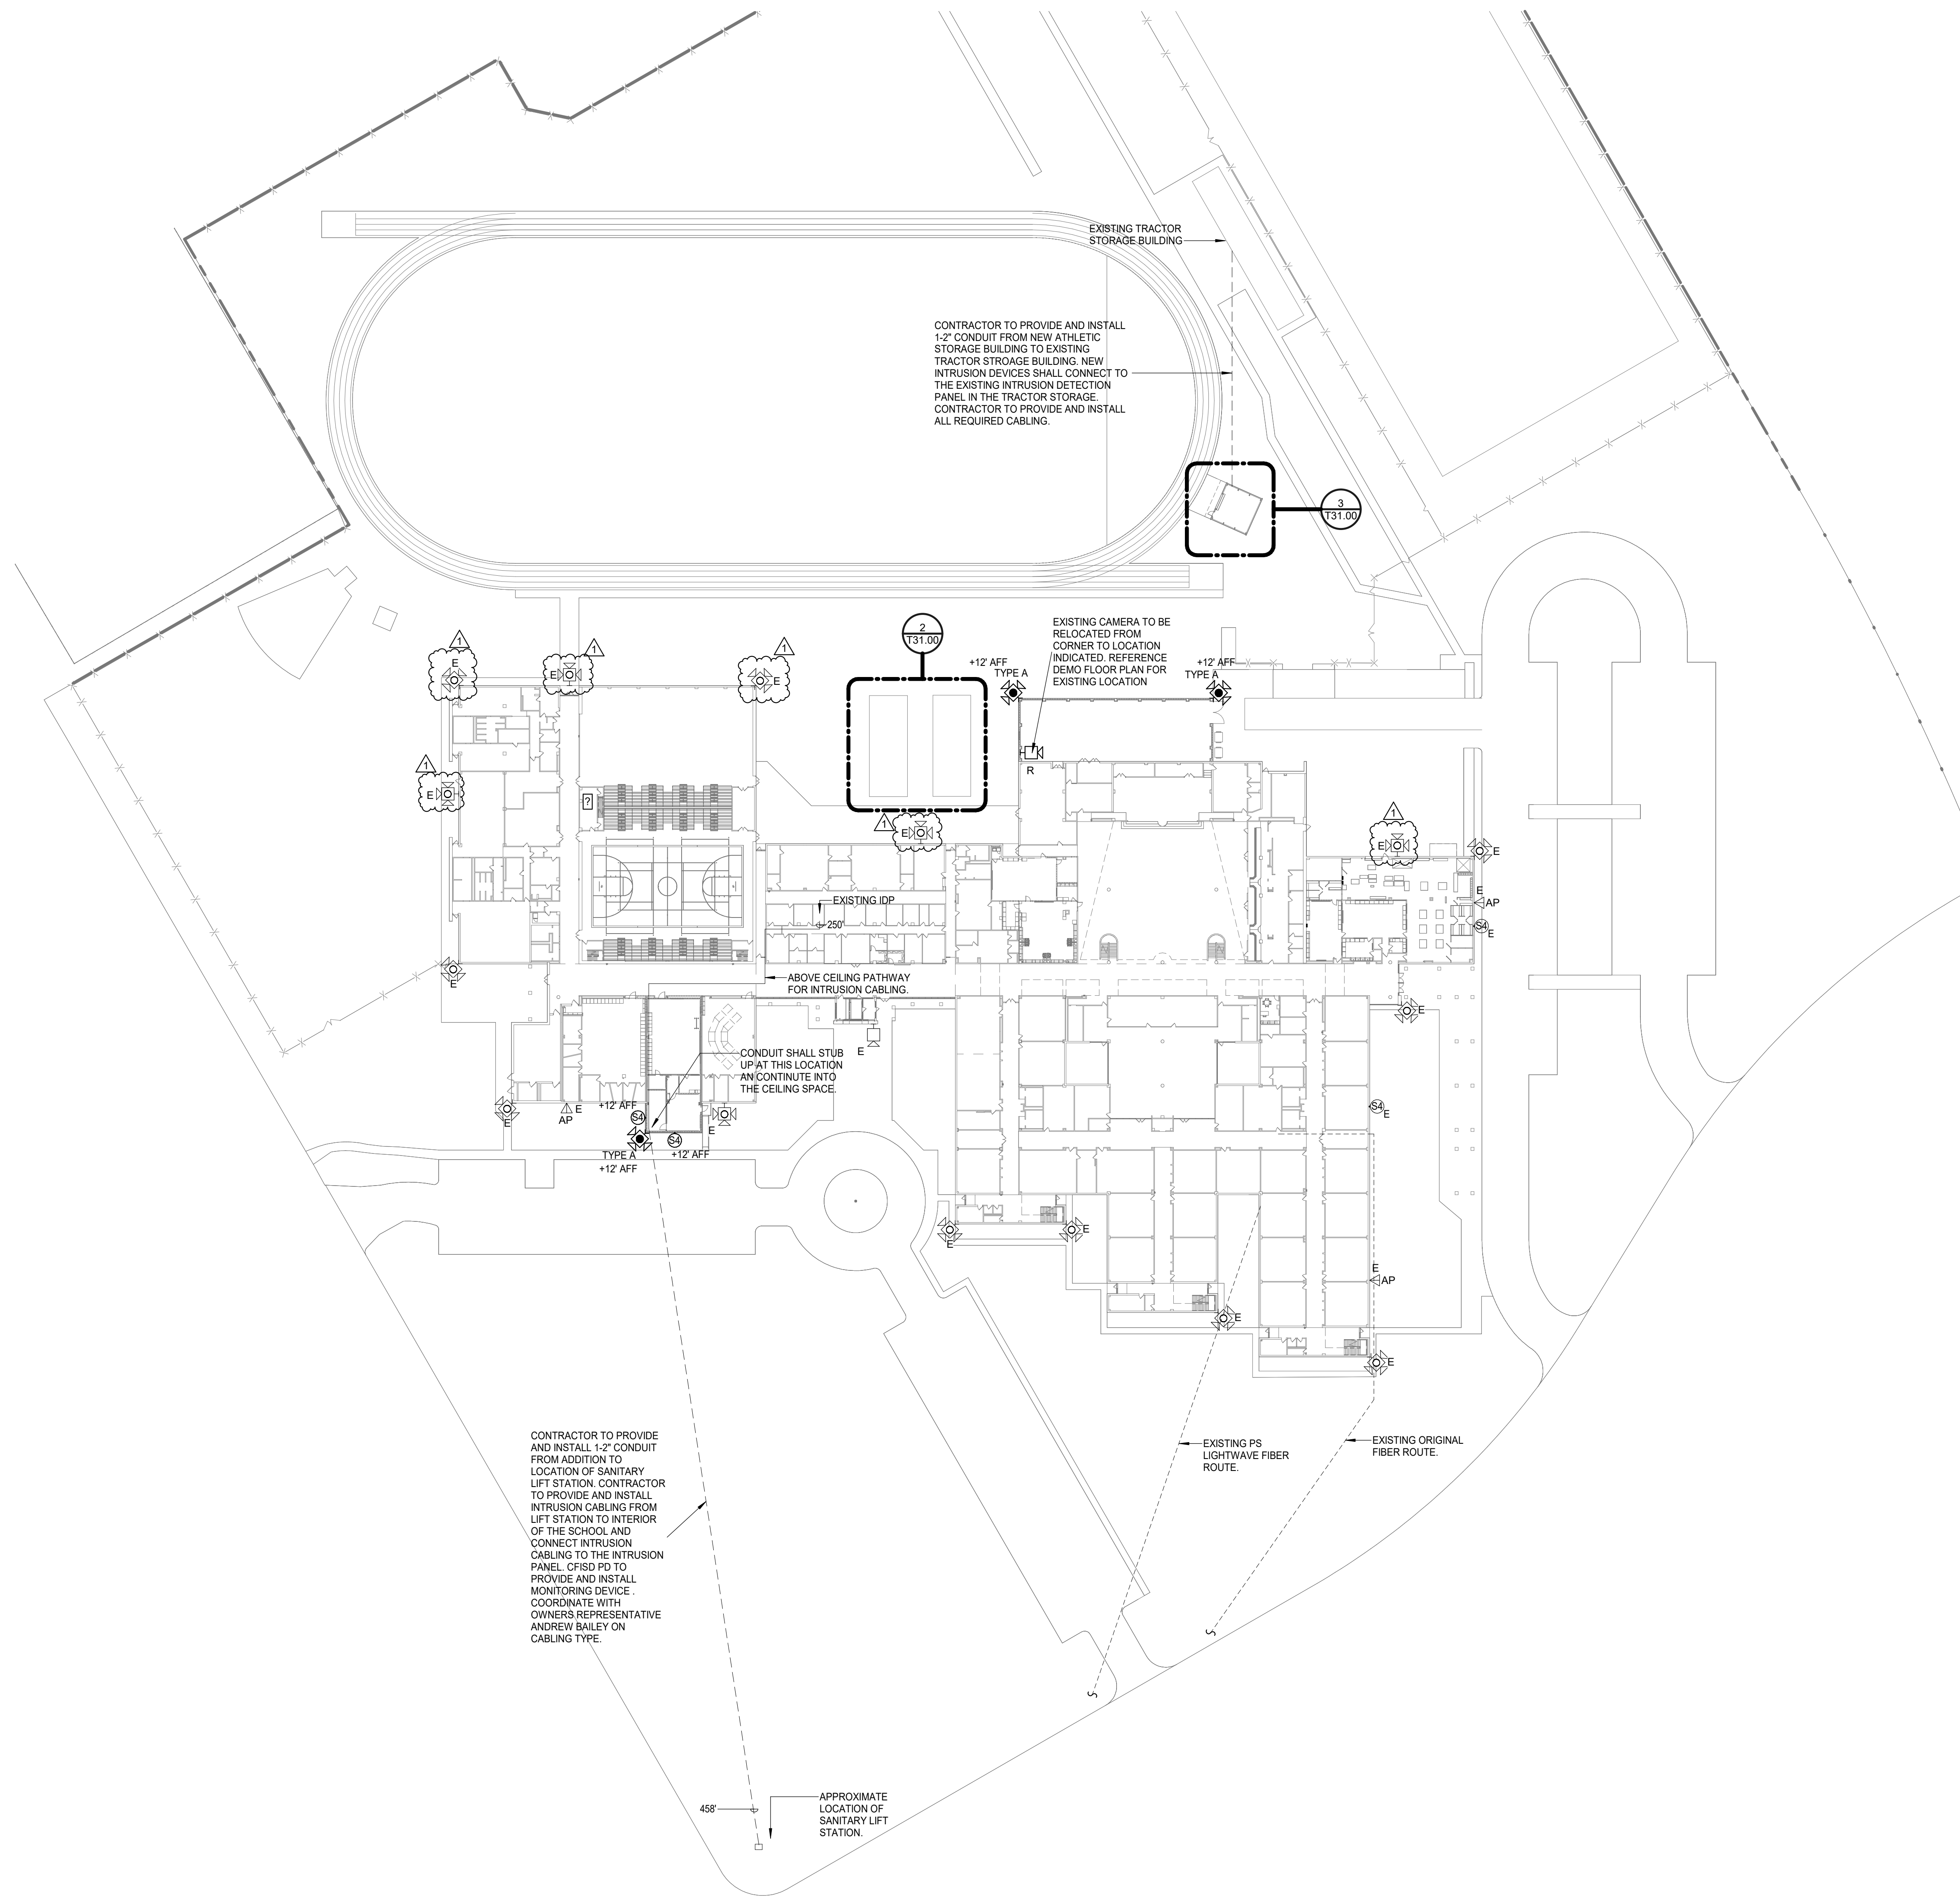 EXISTING TRACTOR
STORAGE BUILDING
CONTRACTOR TO PROVIDE AND INSTALL
1-2" CONDUIT FROM NEW ATHLETIC
STORAGE BUILDING TO EXISTING
TRACTOR STROAGE BUILDING. NEW
INTRUSION DEVICES SHALL CONNECT TO
THE EXISTING INTRUSION DETECTION
PANEL IN THE TRACTOR STORAGE.
CONTRACTOR TO PROVIDE AND INSTALL
ALL REQUIRED CABLING.
3
T31.00
2
T31.00
EXISTING CAMERA TO BE
RELOCATED FROM
CORNER TO LOCATION
INDICATED. REFERENCE
DEMO FLOOR PLAN FOR
EXISTING LOCATION
+12' AFF
TYPE A
+12' AFF
TYPE A
1
E
1
E
1
E
1
E
R
?
1
E
1
E
E
E
AP
S4
E
EXISTING IDP
250'
ABOVE CEILING PATHWAY
FOR INTRUSION CABLING.
E
E
E
CONDUIT SHALL STUB
UP AT THIS LOCATION
AN CONTINUTE INTO
THE CEILING SPACE.
E
E
AP
+12' AFF
S4
S4
E
TYPE A
+12' AFF
+12' AFF
S4
E
E
E
E
AP
E
E
CONTRACTOR TO PROVIDE
AND INSTALL 1-2" CONDUIT
FROM ADDITION TO
LOCATION OF SANITARY
LIFT STATION. CONTRACTOR
TO PROVIDE AND INSTALL
INTRUSION CABLING FROM
LIFT STATION TO INTERIOR
OF THE SCHOOL AND
CONNECT INTRUSION
CABLING TO THE INTRUSION
PANEL. CFISD PD TO
PROVIDE AND INSTALL
MONITORING DEVICE .
COORDINATE WITH
OWNERS REPRESENTATIVE
ANDREW BAILEY ON
CABLING TYPE.
EXISTING PS
LIGHTWAVE FIBER
ROUTE.
EXISTING ORIGINAL
FIBER ROUTE.
458'
APPROXIMATE
LOCATION OF
SANITARY LIFT
STATION.